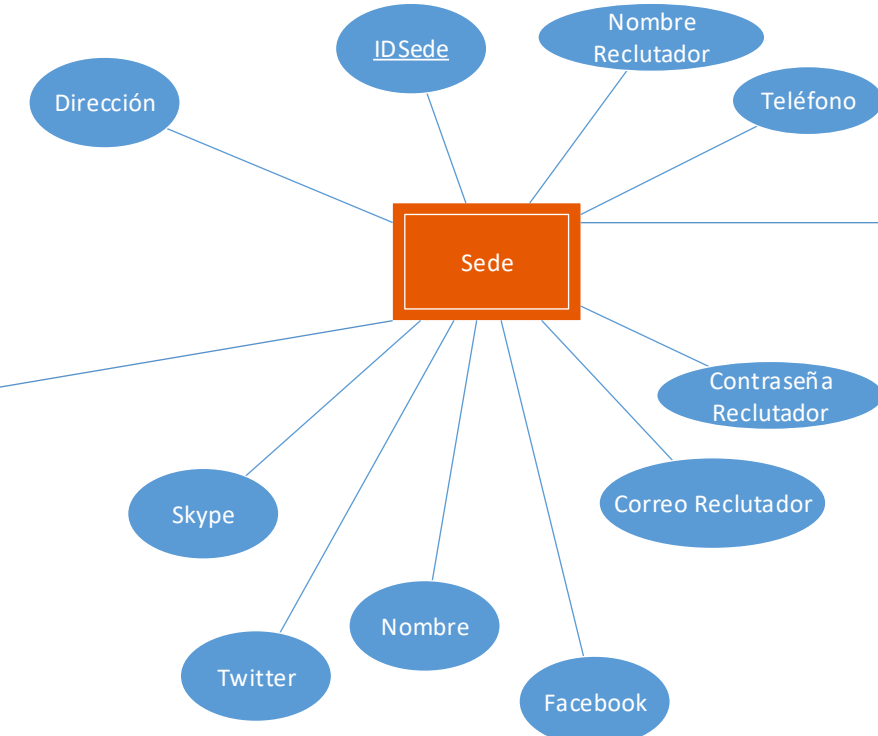 Nombre
Reclutador
IDSede
Dirección
Teléfono
Sede
Contraseña
Reclutador
Correo Reclutador
Skype
Nombre
Twitter
Facebook